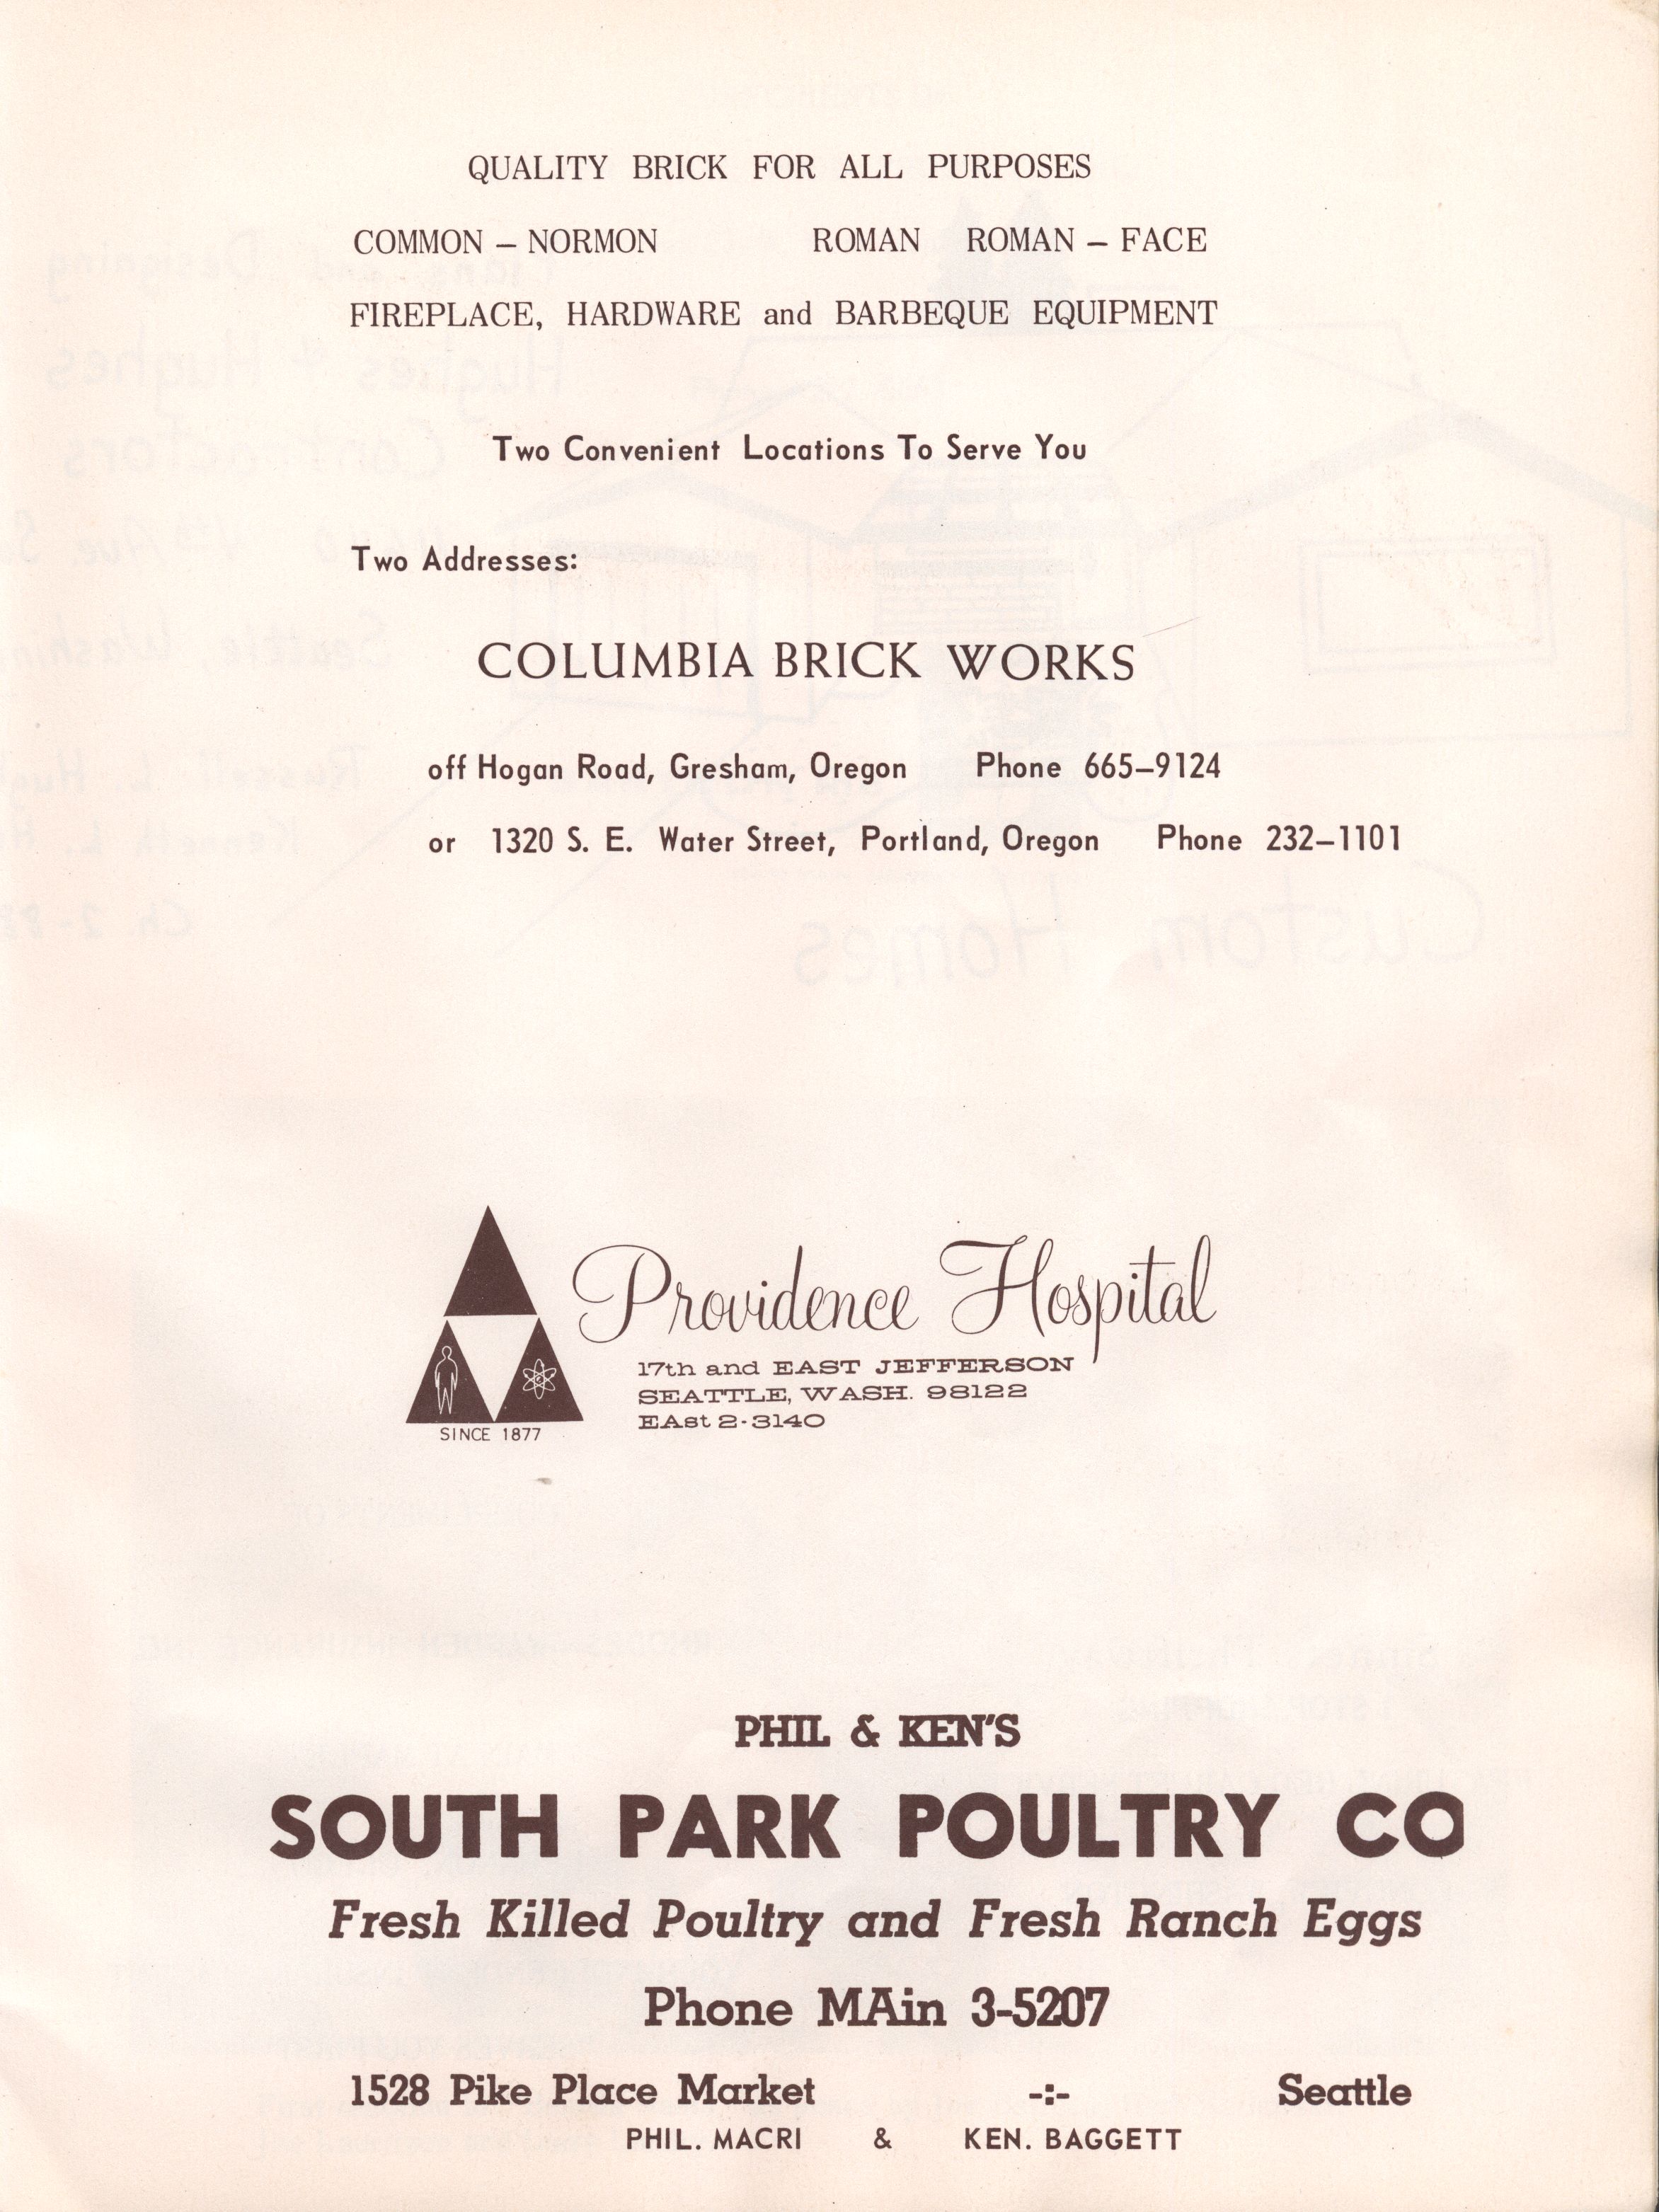 QUALITY BRICK FOR ALL PURPOSES
COMMON – NORMON ROMAN ROMAN – FACE
FIREPLACE, HARDWARE and BARBEQUE EQUIPMENT
Two Convenient Locations To Serve You
Two Addresses:
COLUMBIA BRICK WORKS
off Hogan Road, Gresham, Oregon Phone 665–9124
or 1320 S. E. Water Street, Portland, Oregon Phone 232–1101
Providence Hospital
17th and EAST JEFFERSON
SEATTLE, WASH. 98122
EAst 2-3140
SINCE 1877
PHIL & KEN'S
SOUTH PARK POULTRY CO
Fresh Killed Poultry and Fresh Ranch Eggs
Phone MAin 3-5207
1528 Pike Place Market -:- Seattle
PHIL. MACRI & KEN. BAGGETT